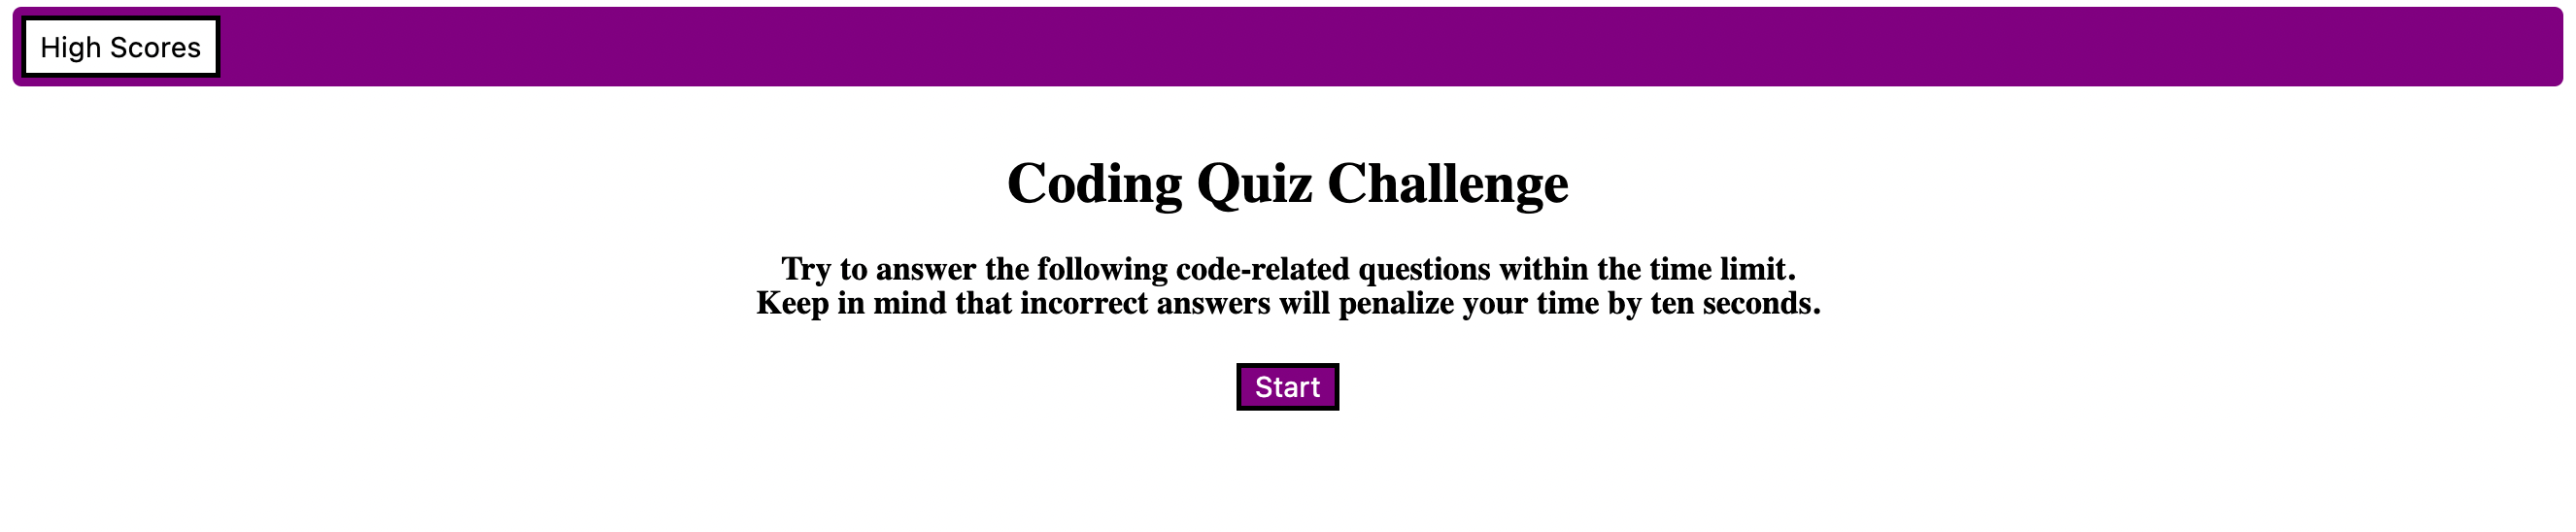 High Scores
Coding Quiz Challenge
Try to answer the following code-related questions within the time limit.
Keep in mind that incorrect answers will penalize your time by ten seconds.
Start